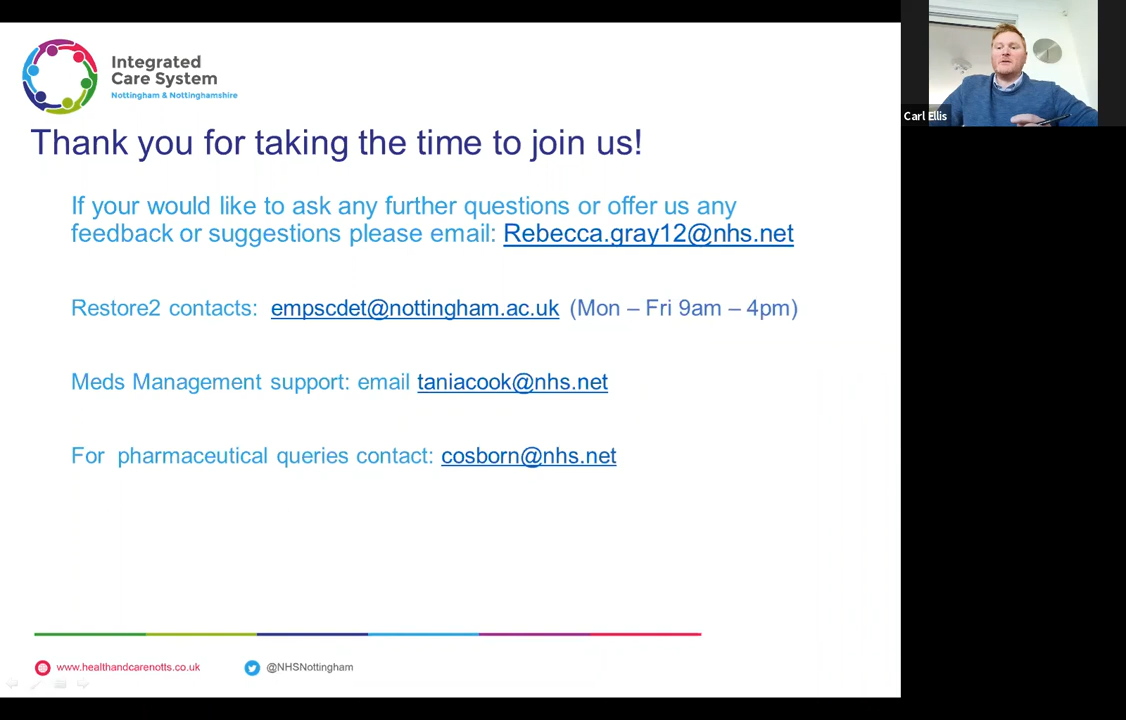 Integrated
Care System
Nottingham & Nottinghamshire
Carl Ellis
Thank you for taking the time to join us!
If your would like to ask any further questions or offer us any
feedback or suggestions please email: Rebecca.gray12@nhs.net
Restore2 contacts: empscdet@nottingham.ac.uk (Mon – Fri 9am – 4pm)
Meds Management support: email taniacook@nhs.net
For pharmaceutical queries contact: cosborn@nhs.net
www.healthandcarenotts.co.uk
@NHSNottingham